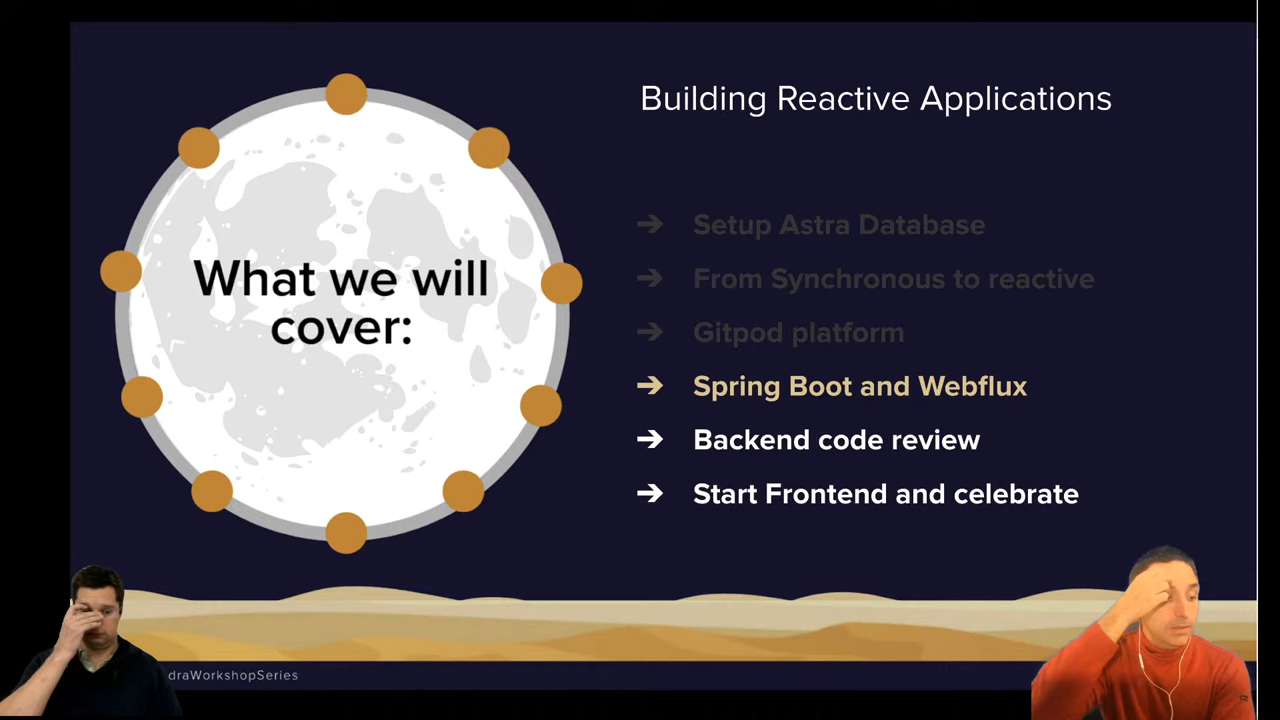 Building Reactive Applications
What we will
cover:
➔ Setup Astra Database
➔ From Synchronous to reactive
➔ Gitpod platform
➔ Spring Boot and Webflux
➔ Backend code review
➔ Start Frontend and celebrate
draWorkshopSeries